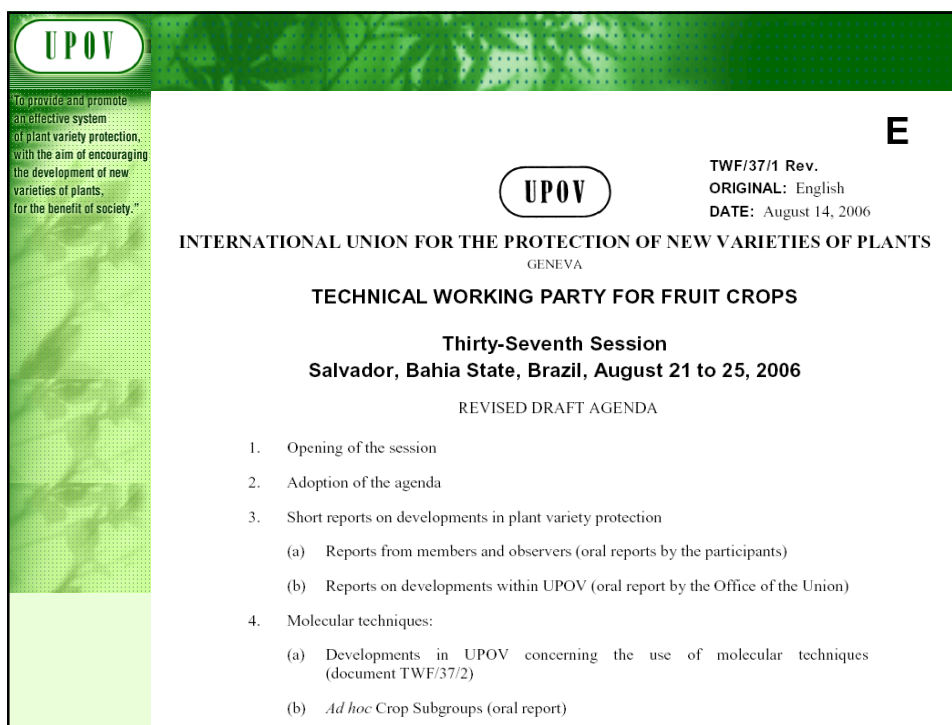 UPOV
"To provide and promote
an effective system
of plant variety protection,
with the aim of encouraging
the development of new
varieties of plants,
for the benefit of society."
E
UPOV
TWF/37/1 Rev.
ORIGINAL: English
DATE: August 14, 2006
INTERNATIONAL UNION FOR THE PROTECTION OF NEW VARIETIES OF PLANTS
GENEVA
TECHNICAL WORKING PARTY FOR FRUIT CROPS
Thirty-Seventh Session
Salvador, Bahia State, Brazil, August 21 to 25, 2006
REVISED DRAFT AGENDA
1. Opening of the session
2. Adoption of the agenda
3. Short reports on developments in plant variety protection
(a) Reports from members and observers (oral reports by the participants)
(b) Reports on developments within UPOV (oral report by the Office of the Union)
4. Molecular techniques:
(a) Developments in UPOV concerning the use of molecular techniques
(document TWF/37/2)
(b) Ad hoc Crop Subgroups (oral report)